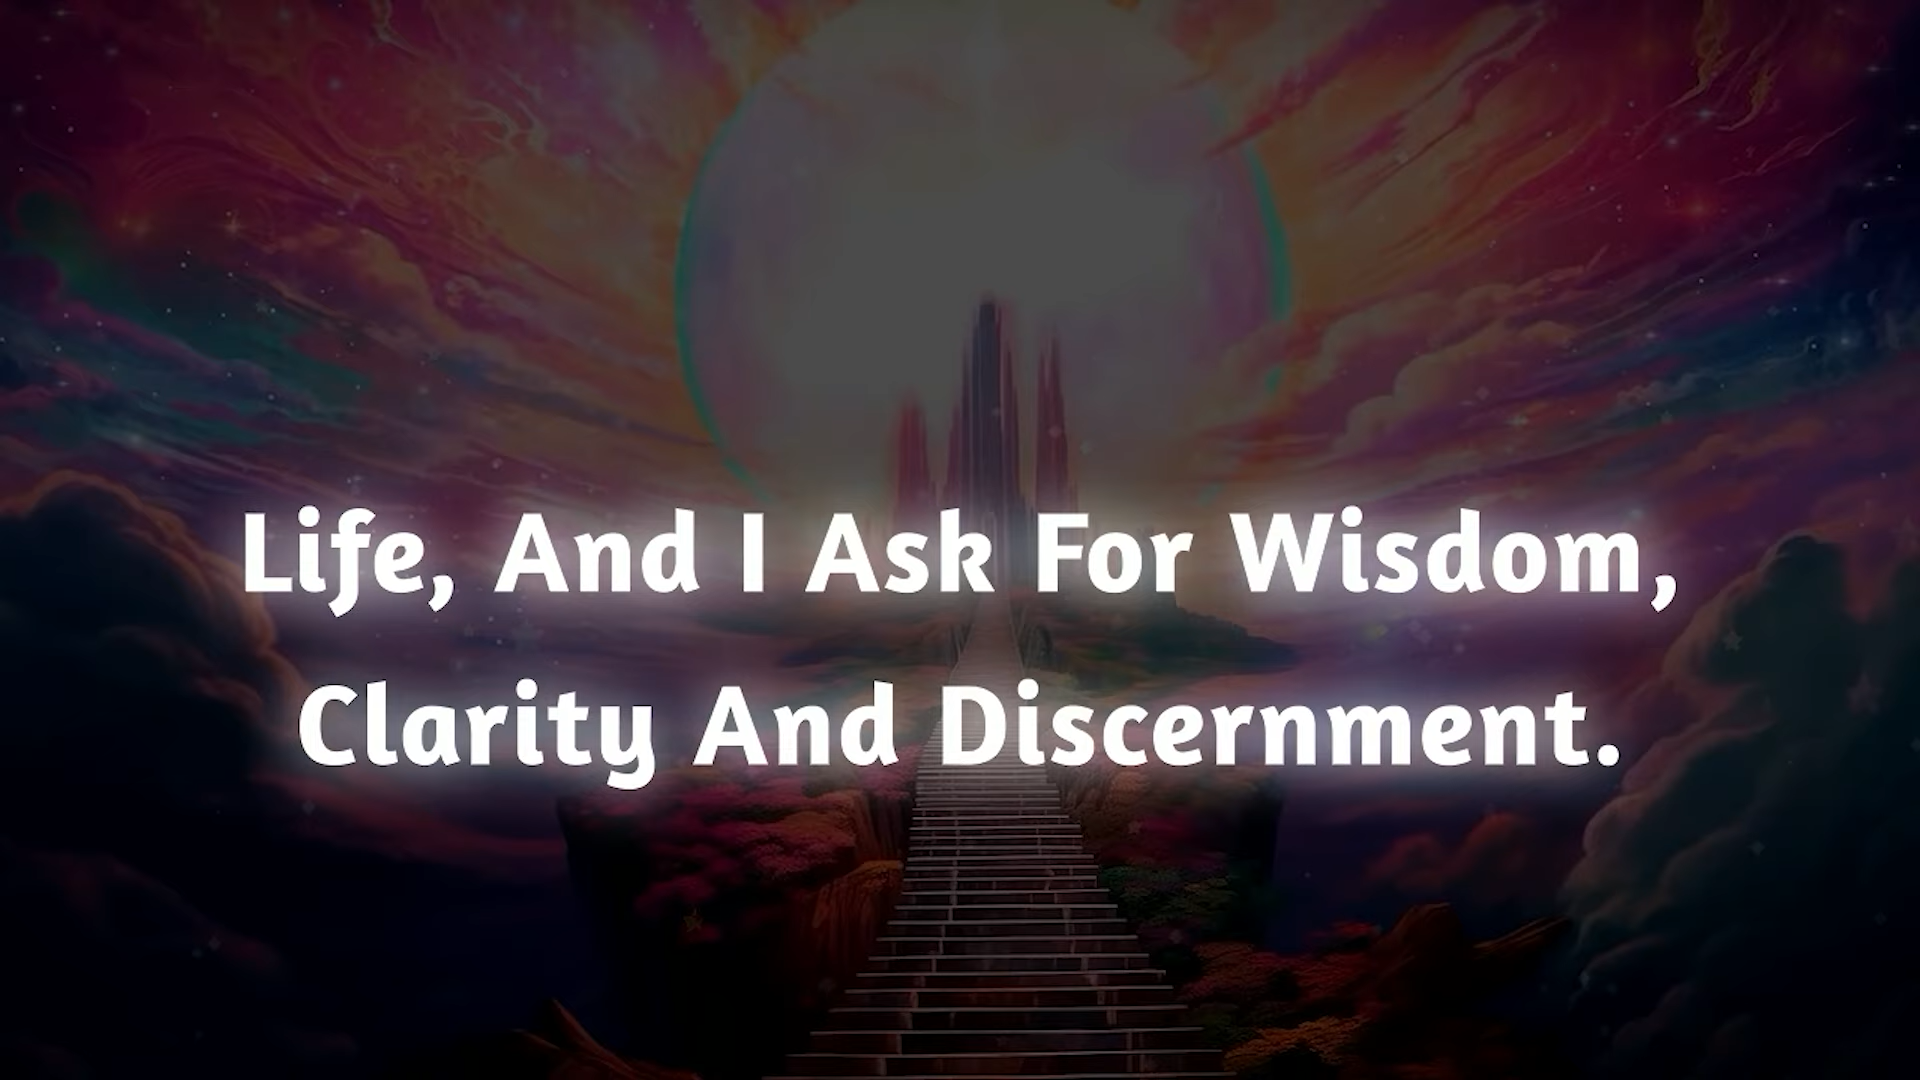 Life, And I Ask For Wisdom,
Clarity And Discernment.